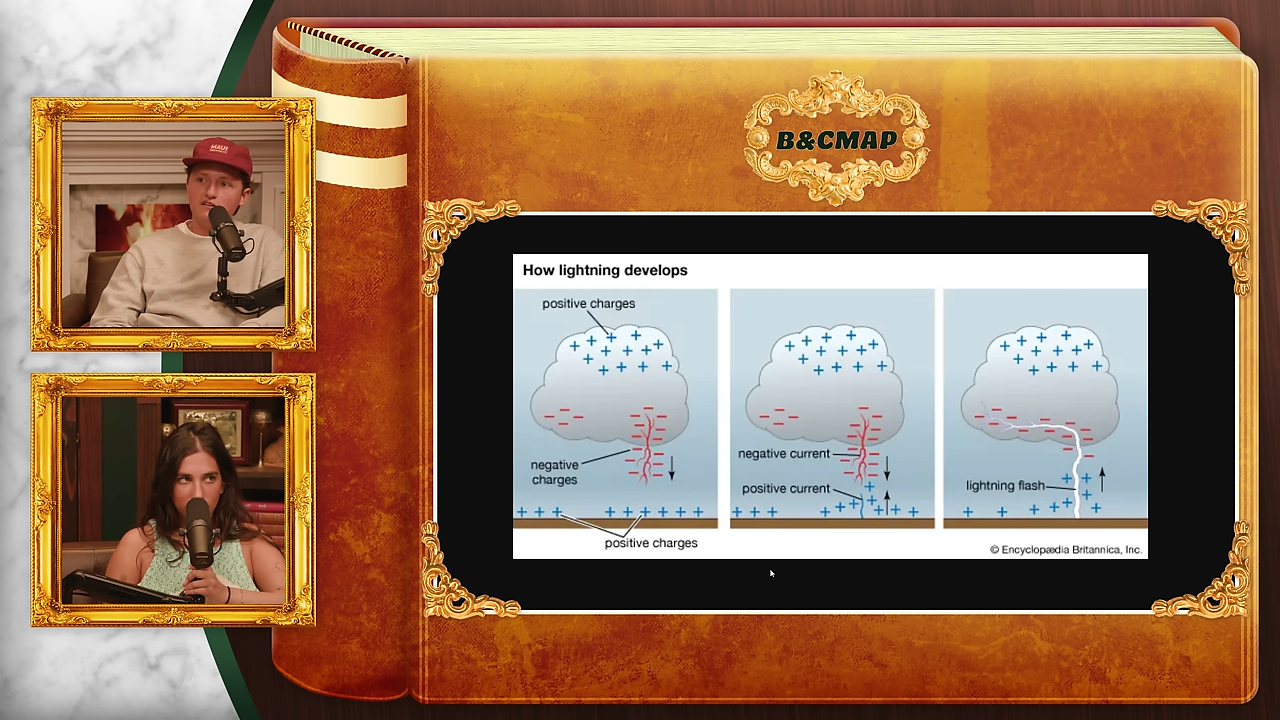 MAUI
B&CMAP
How lightning develops
positive charges
negative
charges
positive charges
negative current
positive current
lightning flash
© Encyclopædia Britannica, Inc.